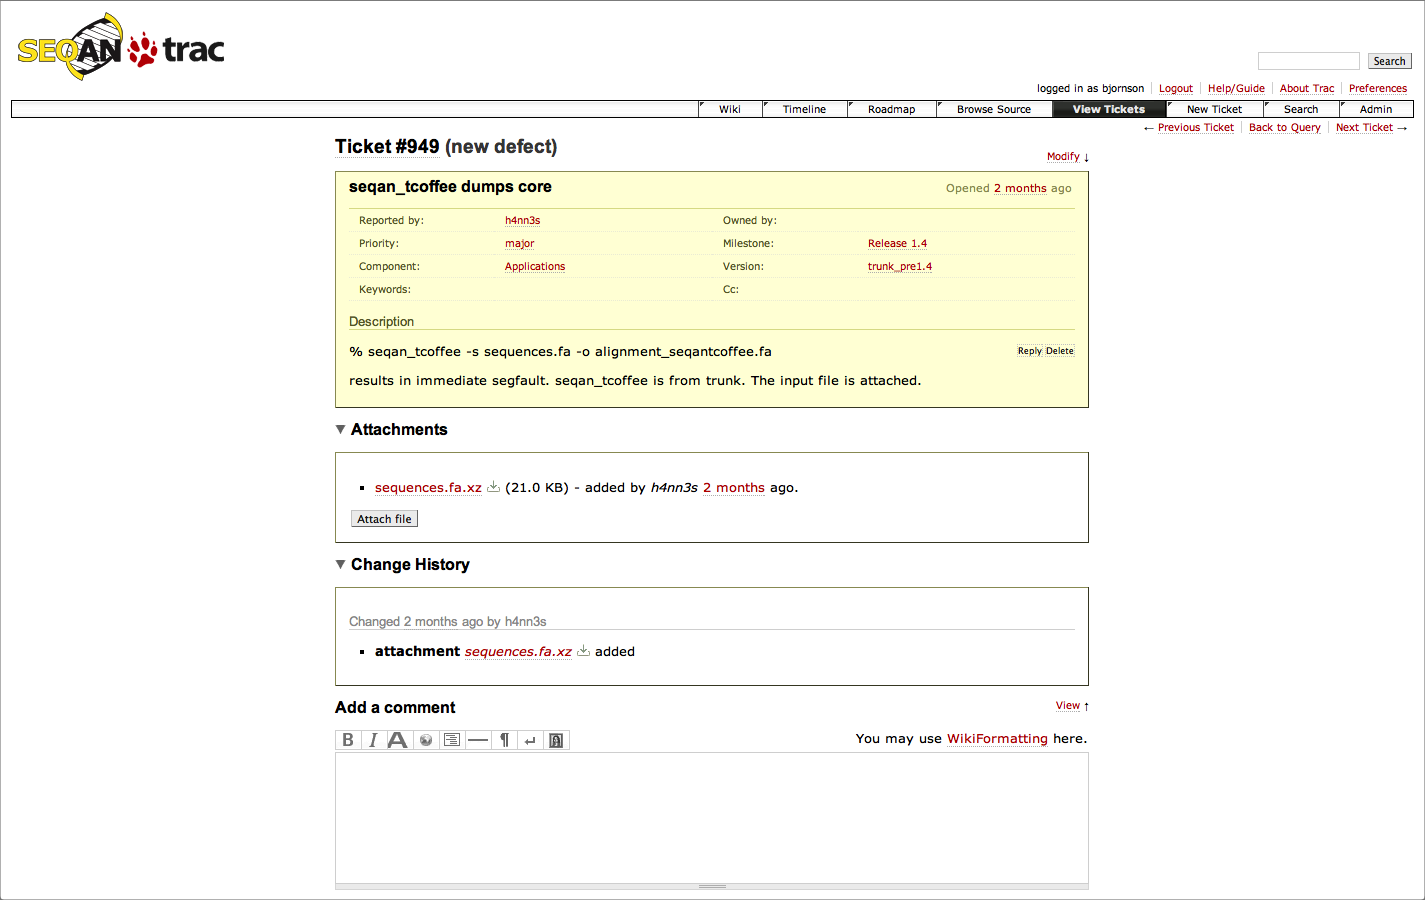 SEQAN trac
Search
logged in as bjornson Logout Help/Guide About Trac Preferences
Wiki Timeline Roadmap Browse Source View Tickets New Ticket Search Admin
← Previous Ticket Back to Query Next Ticket →
Ticket #949 (new defect)
Modify ↓
seqan_tcoffee dumps core Opened 2 months ago
Reported by: h4nn3s Owned by:
Priority: major Milestone: Release 1.4
Component: Applications Version: trunk_pre1.4
Keywords: Cc:
Description
% seqan_tcoffee -s sequences.fa -o alignment_seqantcoffee.fa Reply Delete
results in immediate segfault. seqan_tcoffee is from trunk. The input file is attached.
▼ Attachments
▪ sequences.fa.xz (21.0 KB) - added by h4nn3s 2 months ago.
Attach file
▼ Change History
Changed 2 months ago by h4nn3s
▪ attachment sequences.fa.xz added
Add a comment View ↑
B I A ¶ ↵ You may use WikiFormatting here.